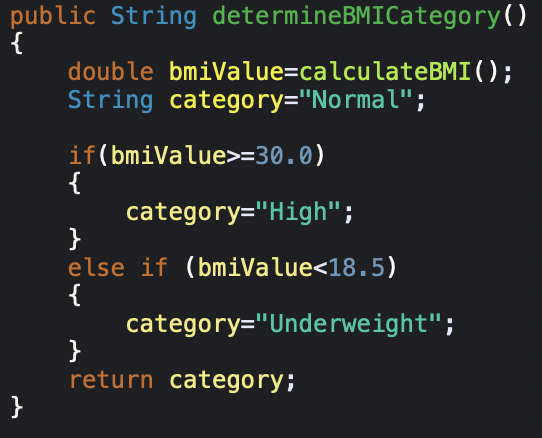 public String determineBMICategory()
{
    double bmiValue=calculateBMI();
    String category="Normal";

    if(bmiValue>=30.0)
    {
        category="High";
    }
    else if (bmiValue<18.5)
    {
        category="Underweight";
    }
    return category;
}